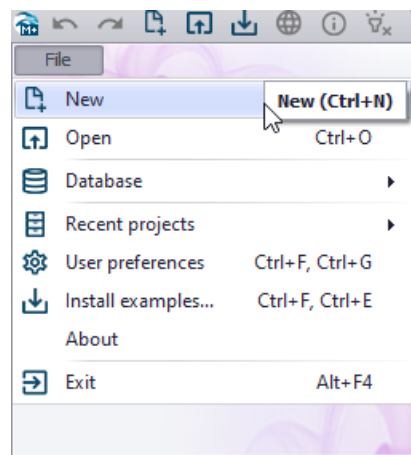 M+
File
New New (Ctrl+N)
Open Ctrl+O
Database
Recent projects
User preferences Ctrl+F, Ctrl+G
Install examples... Ctrl+F, Ctrl+E
About
Exit Alt+F4